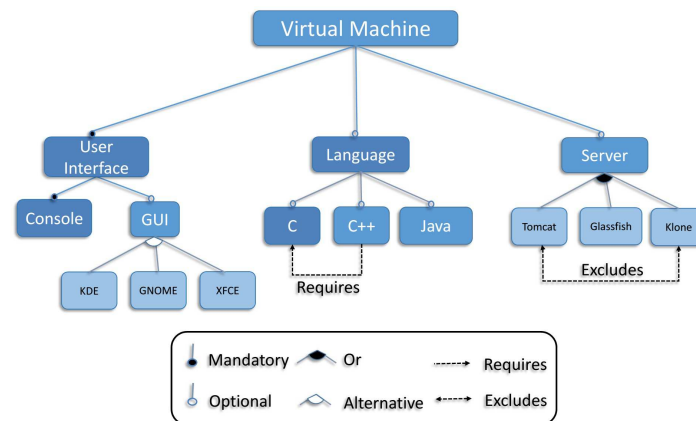 Virtual Machine
User
Interface
Language
Server
Console
GUI
C
C++
Java
Tomcat
Glassfish
Klone
Requires
Excludes
KDE
GNOME
XFCE
Mandatory
Or
Requires
Optional
Alternative
Excludes